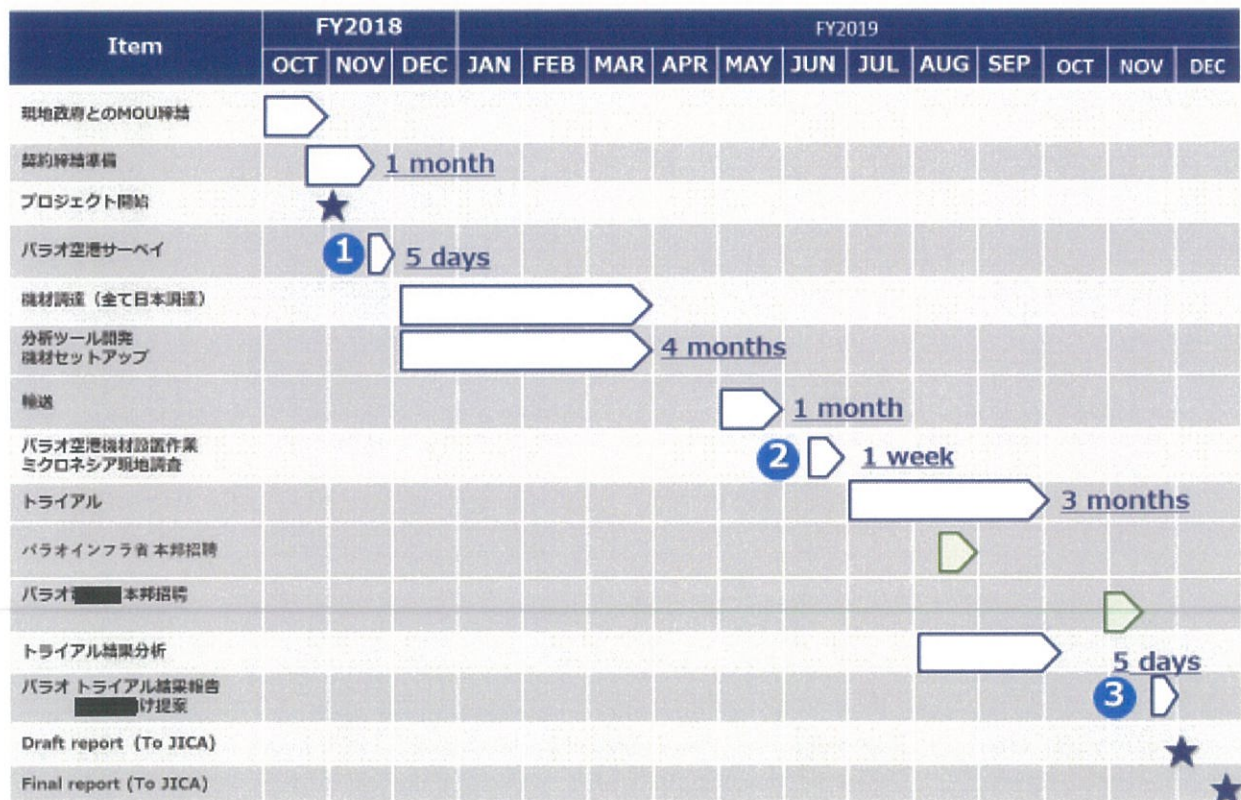 Item
FY2018
FY2019
OCT NOV DEC JAN FEB MAR APR MAY JUN JUL AUG SEP OCT NOV DEC
現地政府とのMOU締結
契約締結準備
1 month
プロジェクト開始
パラオ空港サーベイ
1
5 days
機材調達(全て日本調達)
分析ツール開発
機材セットアップ
4 months
輸送
1 month
パラオ空港機材設置作業
ミクロネシア現地調査
2
1 week
トライアル
3 months
パラオインフラ省 本邦招聘
パラオ 本邦招聘
トライアル結果分析
5 days
パラオ トライアル結果報告
け提案
3
Draft report (To JICA)
Final report (To JICA)